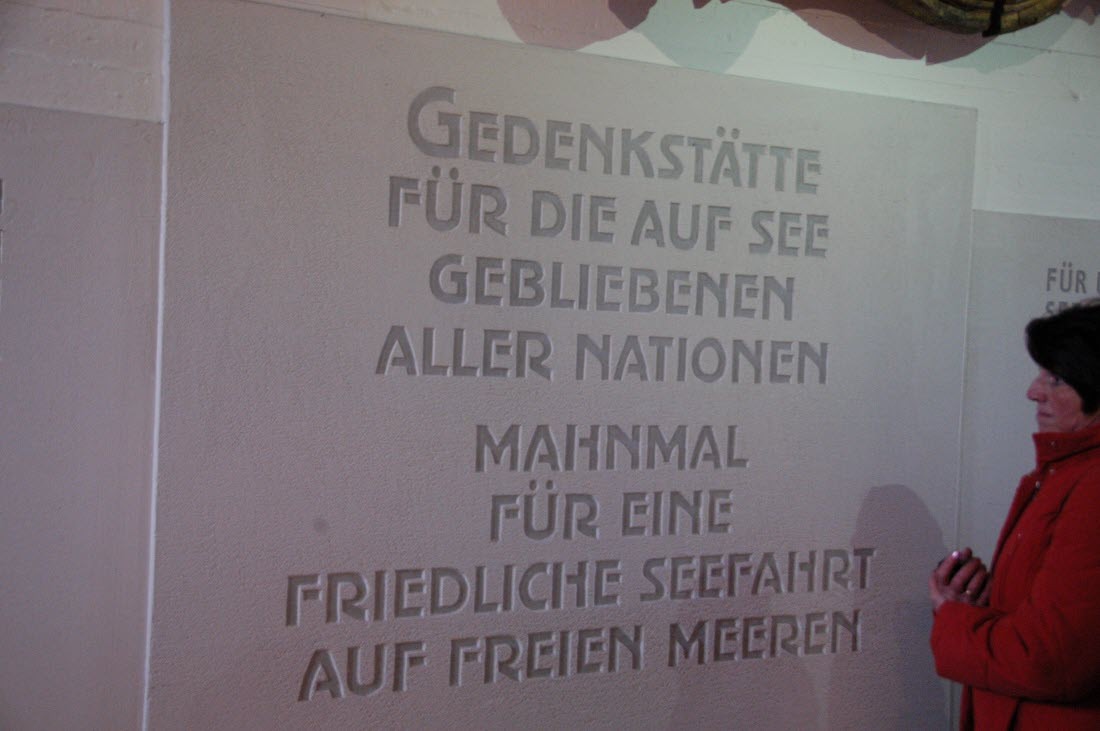 GEDENKSTÄTTE
FÜR DIE AUF SEE
GEBLIEBENEN
ALLER NATIONEN
MAHNMAL
FÜR EINE
FRIEDLICHE SEEFAHRT
AUF FREIEN MEEREN
FÜR